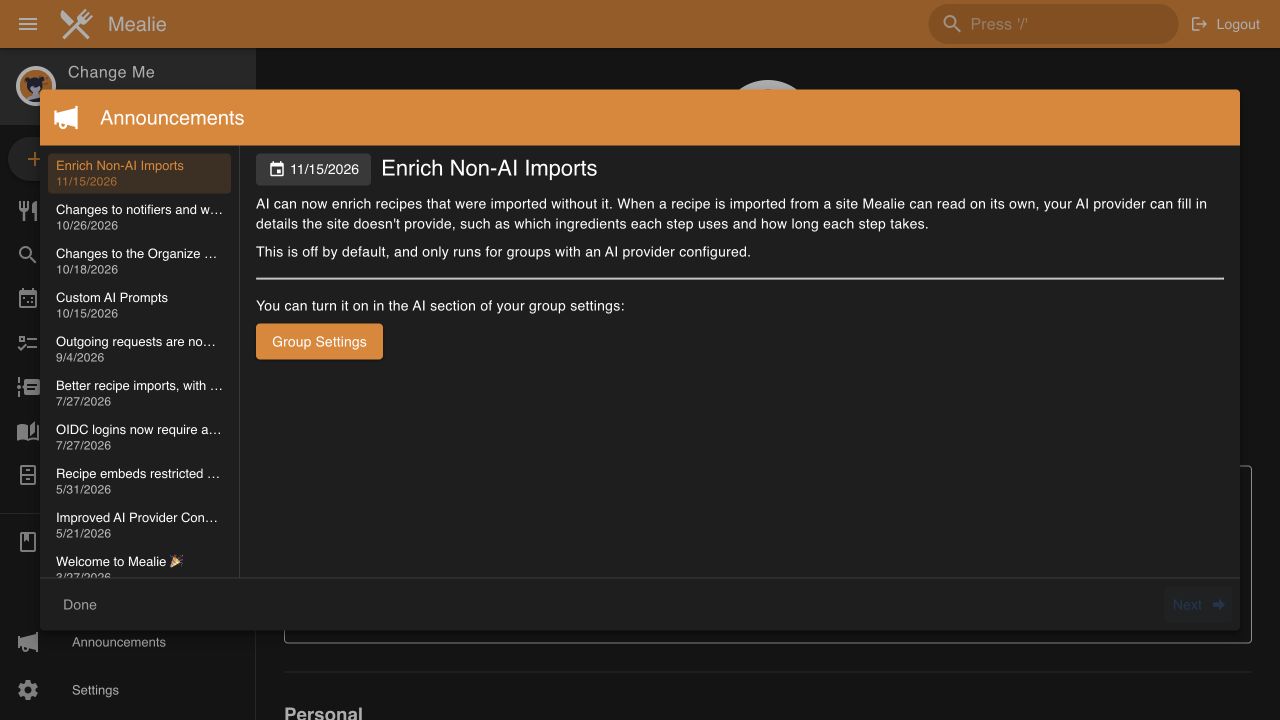 Mealie
Press '/'
Logout
Change Me
Announcements
Enrich Non-AI Imports
11/15/2026
Changes to notifiers and w…
10/26/2026
Changes to the Organize …
10/18/2026
Custom AI Prompts
10/15/2026
Outgoing requests are no…
9/4/2026
Better recipe imports, with …
7/27/2026
OIDC logins now require a…
7/27/2026
Recipe embeds restricted …
5/31/2026
Improved AI Provider Con…
5/21/2026
Welcome to Mealie 🎉
3/27/2026
11/15/2026
Enrich Non-AI Imports
AI can now enrich recipes that were imported without it. When a recipe is imported from a site Mealie can read on its own, your AI provider can fill in
details the site doesn't provide, such as which ingredients each step uses and how long each step takes.
This is off by default, and only runs for groups with an AI provider configured.
You can turn it on in the AI section of your group settings:
Group Settings
Done
Next
Announcements
Settings
Personal